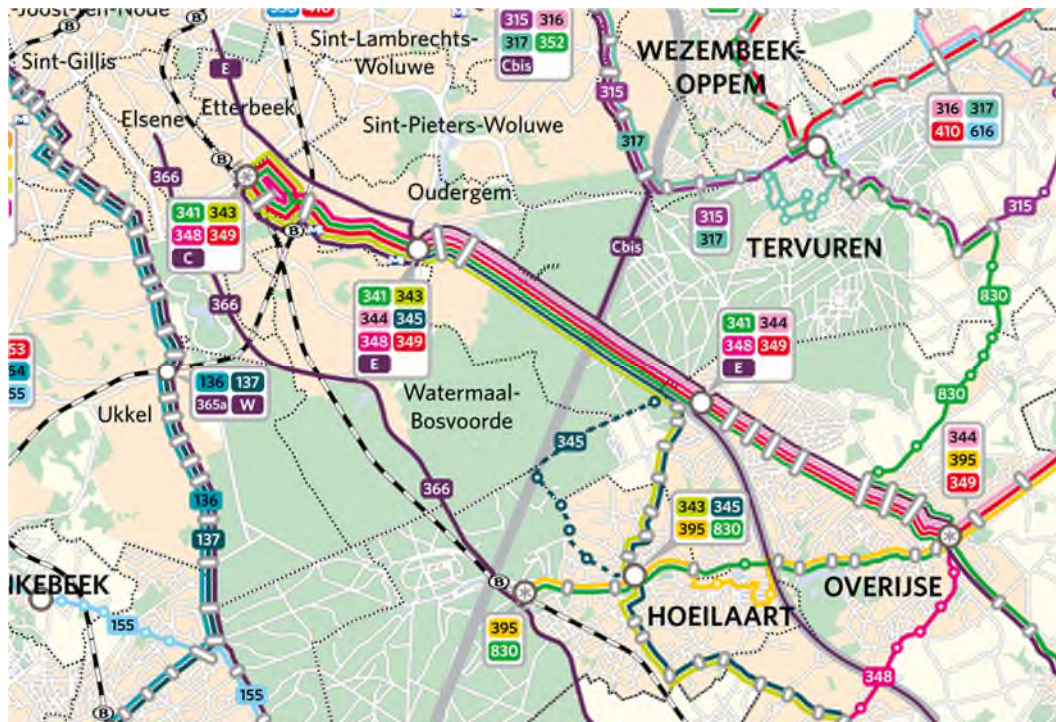 -Joost-ten-Node
B
Sint-Gillis
E
Etterbeek
Elsene
Sint-Lambrechts-
Woluwe
M
315 316
317 352
Cbis
WEZEMBEEK-
OPPEM
315
316 317
410 616
Sint-Pieters-Woluwe
317
B
366
Oudergem
341 343
348 349
C
B
M
M
Cbis
315
317
TERVUREN
315
366
341 343
344 345
348 349
E
830
341 344
348 349
E
53
54
55
136 137
365a W
Ukkel
Watermaal-
Bosvoorde
345
830
344
395
349
366
136
137
343 345
395 830
B
IKEBEEK
155
395
830
HOEILAART
OVERIJSE
348
155
B